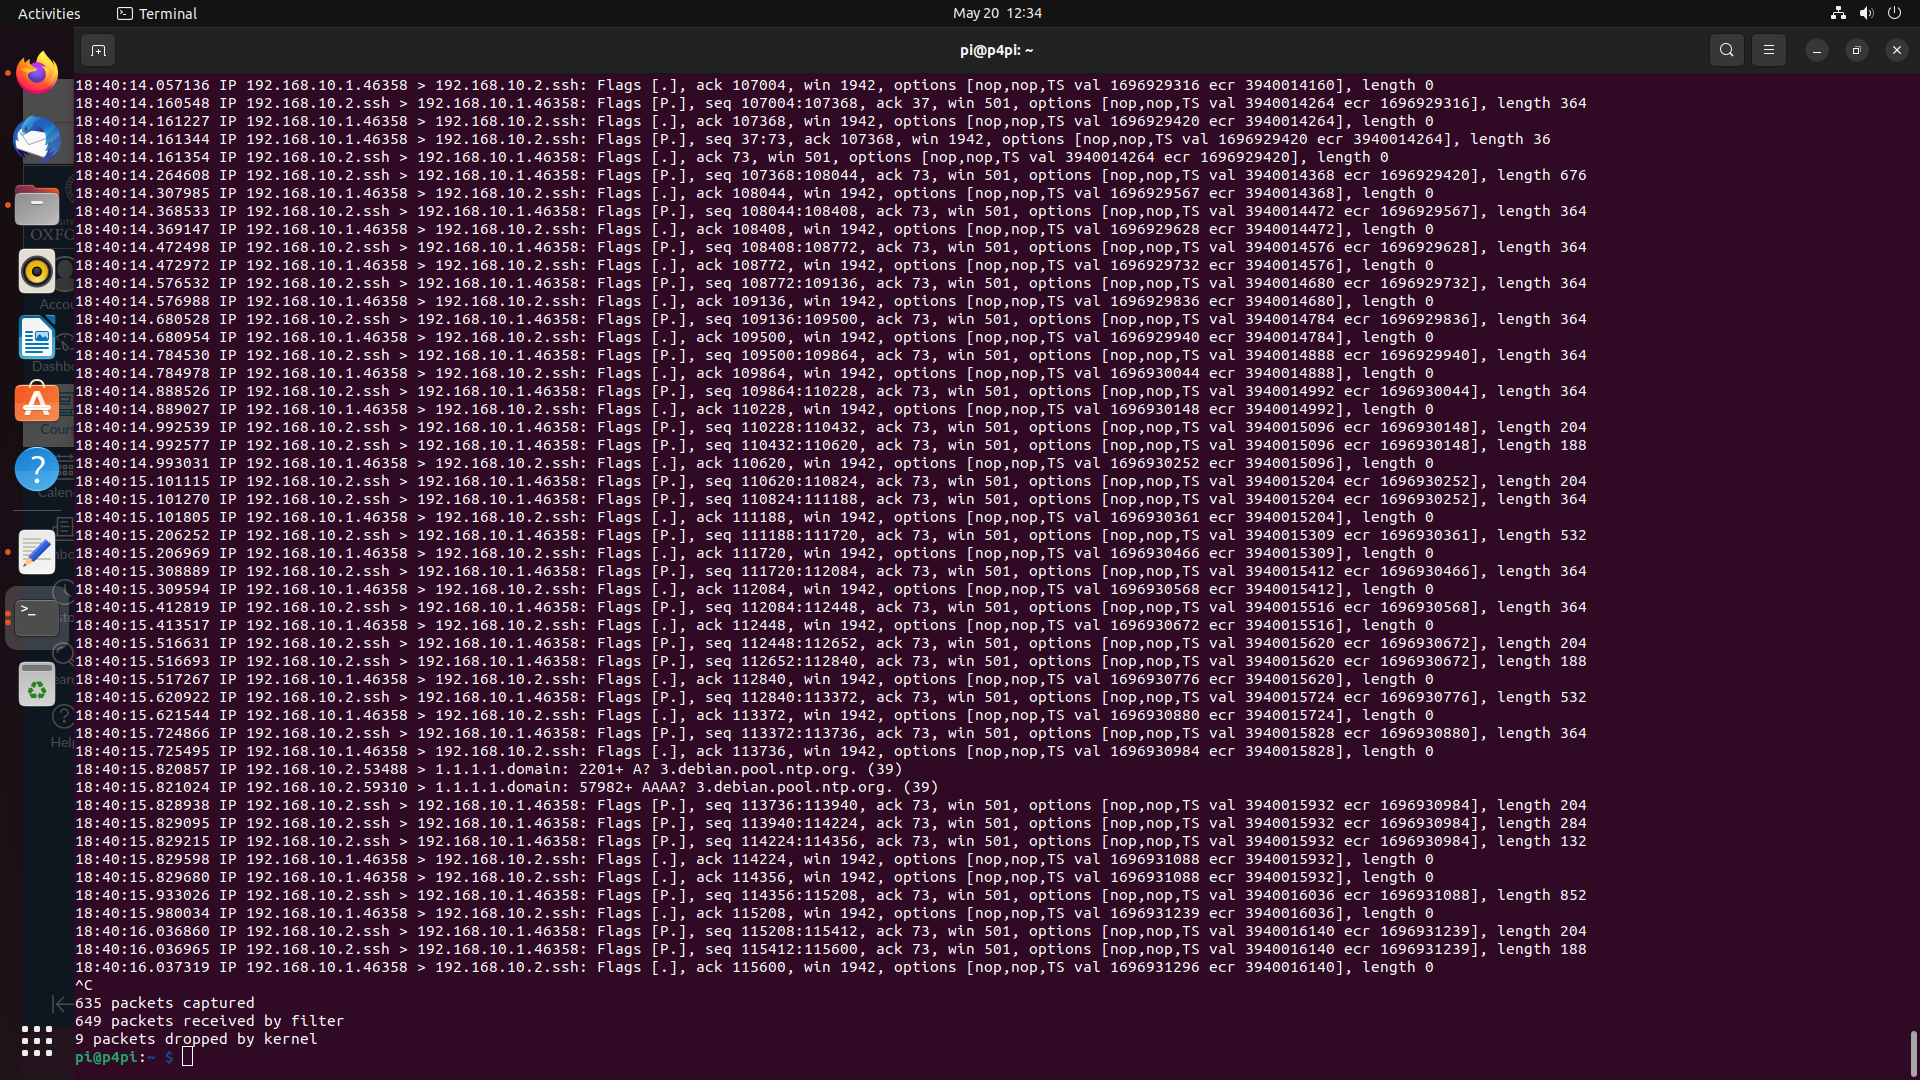 Activities
Terminal
May 20 12:34
pi@p4pi: ~
18:40:14.057136 IP 192.168.10.1.46358 > 192.168.10.2.ssh: Flags [.], ack 107004, win 1942, options [nop,nop,TS val 1696929316 ecr 3940014160], length 0
18:40:14.160548 IP 192.168.10.2.ssh > 192.168.10.1.46358: Flags [P.], seq 107004:107368, ack 37, win 501, options [nop,nop,TS val 3940014264 ecr 1696929316], length 364
18:40:14.161227 IP 192.168.10.1.46358 > 192.168.10.2.ssh: Flags [.], ack 107368, win 1942, options [nop,nop,TS val 1696929420 ecr 3940014264], length 0
18:40:14.161344 IP 192.168.10.1.46358 > 192.168.10.2.ssh: Flags [P.], seq 37:73, ack 107368, win 1942, options [nop,nop,TS val 1696929420 ecr 3940014264], length 36
18:40:14.161354 IP 192.168.10.2.ssh > 192.168.10.1.46358: Flags [.], ack 73, win 501, options [nop,nop,TS val 3940014264 ecr 1696929420], length 0
18:40:14.264608 IP 192.168.10.2.ssh > 192.168.10.1.46358: Flags [P.], seq 107368:108044, ack 73, win 501, options [nop,nop,TS val 3940014368 ecr 1696929420], length 676
18:40:14.307985 IP 192.168.10.1.46358 > 192.168.10.2.ssh: Flags [.], ack 108044, win 1942, options [nop,nop,TS val 1696929567 ecr 3940014368], length 0
18:40:14.368533 IP 192.168.10.2.ssh > 192.168.10.1.46358: Flags [P.], seq 108044:108408, ack 73, win 501, options [nop,nop,TS val 3940014472 ecr 1696929567], length 364
18:40:14.369147 IP 192.168.10.1.46358 > 192.168.10.2.ssh: Flags [.], ack 108408, win 1942, options [nop,nop,TS val 1696929628 ecr 3940014472], length 0
18:40:14.472498 IP 192.168.10.2.ssh > 192.168.10.1.46358: Flags [P.], seq 108408:108772, ack 73, win 501, options [nop,nop,TS val 3940014576 ecr 1696929628], length 364
18:40:14.472972 IP 192.168.10.1.46358 > 192.168.10.2.ssh: Flags [.], ack 108772, win 1942, options [nop,nop,TS val 1696929732 ecr 3940014576], length 0
18:40:14.576532 IP 192.168.10.2.ssh > 192.168.10.1.46358: Flags [P.], seq 108772:109136, ack 73, win 501, options [nop,nop,TS val 3940014680 ecr 1696929732], length 364
18:40:14.576988 IP 192.168.10.1.46358 > 192.168.10.2.ssh: Flags [.], ack 109136, win 1942, options [nop,nop,TS val 1696929836 ecr 3940014680], length 0
18:40:14.680528 IP 192.168.10.2.ssh > 192.168.10.1.46358: Flags [P.], seq 109136:109500, ack 73, win 501, options [nop,nop,TS val 3940014784 ecr 1696929836], length 364
18:40:14.680954 IP 192.168.10.1.46358 > 192.168.10.2.ssh: Flags [.], ack 109500, win 1942, options [nop,nop,TS val 1696929940 ecr 3940014784], length 0
18:40:14.784530 IP 192.168.10.2.ssh > 192.168.10.1.46358: Flags [P.], seq 109500:109864, ack 73, win 501, options [nop,nop,TS val 3940014888 ecr 1696929940], length 364
18:40:14.784978 IP 192.168.10.1.46358 > 192.168.10.2.ssh: Flags [.], ack 109864, win 1942, options [nop,nop,TS val 1696930044 ecr 3940014888], length 0
18:40:14.888526 IP 192.168.10.2.ssh > 192.168.10.1.46358: Flags [P.], seq 109864:110228, ack 73, win 501, options [nop,nop,TS val 3940014992 ecr 1696930044], length 364
18:40:14.889027 IP 192.168.10.1.46358 > 192.168.10.2.ssh: Flags [.], ack 110228, win 1942, options [nop,nop,TS val 1696930148 ecr 3940014992], length 0
18:40:14.992539 IP 192.168.10.2.ssh > 192.168.10.1.46358: Flags [P.], seq 110228:110432, ack 73, win 501, options [nop,nop,TS val 3940015096 ecr 1696930148], length 204
18:40:14.992577 IP 192.168.10.2.ssh > 192.168.10.1.46358: Flags [P.], seq 110432:110620, ack 73, win 501, options [nop,nop,TS val 3940015096 ecr 1696930148], length 188
18:40:14.993031 IP 192.168.10.1.46358 > 192.168.10.2.ssh: Flags [.], ack 110620, win 1942, options [nop,nop,TS val 1696930252 ecr 3940015096], length 0
18:40:15.101115 IP 192.168.10.2.ssh > 192.168.10.1.46358: Flags [P.], seq 110620:110824, ack 73, win 501, options [nop,nop,TS val 3940015204 ecr 1696930252], length 204
18:40:15.101270 IP 192.168.10.2.ssh > 192.168.10.1.46358: Flags [P.], seq 110824:111188, ack 73, win 501, options [nop,nop,TS val 3940015204 ecr 1696930252], length 364
18:40:15.101805 IP 192.168.10.1.46358 > 192.168.10.2.ssh: Flags [.], ack 111188, win 1942, options [nop,nop,TS val 1696930361 ecr 3940015204], length 0
18:40:15.206252 IP 192.168.10.2.ssh > 192.168.10.1.46358: Flags [P.], seq 111188:111720, ack 73, win 501, options [nop,nop,TS val 3940015309 ecr 1696930361], length 532
18:40:15.206969 IP 192.168.10.1.46358 > 192.168.10.2.ssh: Flags [.], ack 111720, win 1942, options [nop,nop,TS val 1696930466 ecr 3940015309], length 0
18:40:15.308889 IP 192.168.10.2.ssh > 192.168.10.1.46358: Flags [P.], seq 111720:112084, ack 73, win 501, options [nop,nop,TS val 3940015412 ecr 1696930466], length 364
18:40:15.309594 IP 192.168.10.1.46358 > 192.168.10.2.ssh: Flags [.], ack 112084, win 1942, options [nop,nop,TS val 1696930568 ecr 3940015412], length 0
18:40:15.412819 IP 192.168.10.2.ssh > 192.168.10.1.46358: Flags [P.], seq 112084:112448, ack 73, win 501, options [nop,nop,TS val 3940015516 ecr 1696930568], length 364
18:40:15.413517 IP 192.168.10.1.46358 > 192.168.10.2.ssh: Flags [.], ack 112448, win 1942, options [nop,nop,TS val 1696930672 ecr 3940015516], length 0
18:40:15.516631 IP 192.168.10.2.ssh > 192.168.10.1.46358: Flags [P.], seq 112448:112652, ack 73, win 501, options [nop,nop,TS val 3940015620 ecr 1696930672], length 204
18:40:15.516693 IP 192.168.10.2.ssh > 192.168.10.1.46358: Flags [P.], seq 112652:112840, ack 73, win 501, options [nop,nop,TS val 3940015620 ecr 1696930672], length 188
18:40:15.517267 IP 192.168.10.1.46358 > 192.168.10.2.ssh: Flags [.], ack 112840, win 1942, options [nop,nop,TS val 1696930776 ecr 3940015620], length 0
18:40:15.620922 IP 192.168.10.2.ssh > 192.168.10.1.46358: Flags [P.], seq 112840:113372, ack 73, win 501, options [nop,nop,TS val 3940015724 ecr 1696930776], length 532
18:40:15.621544 IP 192.168.10.1.46358 > 192.168.10.2.ssh: Flags [.], ack 113372, win 1942, options [nop,nop,TS val 1696930880 ecr 3940015724], length 0
18:40:15.724866 IP 192.168.10.2.ssh > 192.168.10.1.46358: Flags [P.], seq 113372:113736, ack 73, win 501, options [nop,nop,TS val 3940015828 ecr 1696930880], length 364
18:40:15.725495 IP 192.168.10.1.46358 > 192.168.10.2.ssh: Flags [.], ack 113736, win 1942, options [nop,nop,TS val 1696930984 ecr 3940015828], length 0
18:40:15.820857 IP 192.168.10.2.53488 > 1.1.1.1.domain: 2201+ A? 3.debian.pool.ntp.org. (39)
18:40:15.821024 IP 192.168.10.2.59310 > 1.1.1.1.domain: 57982+ AAAA? 3.debian.pool.ntp.org. (39)
18:40:15.828938 IP 192.168.10.2.ssh > 192.168.10.1.46358: Flags [P.], seq 113736:113940, ack 73, win 501, options [nop,nop,TS val 3940015932 ecr 1696930984], length 204
18:40:15.829095 IP 192.168.10.2.ssh > 192.168.10.1.46358: Flags [P.], seq 113940:114224, ack 73, win 501, options [nop,nop,TS val 3940015932 ecr 1696930984], length 284
18:40:15.829215 IP 192.168.10.2.ssh > 192.168.10.1.46358: Flags [P.], seq 114224:114356, ack 73, win 501, options [nop,nop,TS val 3940015932 ecr 1696930984], length 132
18:40:15.829598 IP 192.168.10.1.46358 > 192.168.10.2.ssh: Flags [.], ack 114224, win 1942, options [nop,nop,TS val 1696931088 ecr 3940015932], length 0
18:40:15.829680 IP 192.168.10.1.46358 > 192.168.10.2.ssh: Flags [.], ack 114356, win 1942, options [nop,nop,TS val 1696931088 ecr 3940015932], length 0
18:40:15.933026 IP 192.168.10.2.ssh > 192.168.10.1.46358: Flags [P.], seq 114356:115208, ack 73, win 501, options [nop,nop,TS val 3940016036 ecr 1696931088], length 852
18:40:15.980034 IP 192.168.10.1.46358 > 192.168.10.2.ssh: Flags [.], ack 115208, win 1942, options [nop,nop,TS val 1696931239 ecr 3940016036], length 0
18:40:16.036860 IP 192.168.10.2.ssh > 192.168.10.1.46358: Flags [P.], seq 115208:115412, ack 73, win 501, options [nop,nop,TS val 3940016140 ecr 1696931239], length 204
18:40:16.036965 IP 192.168.10.2.ssh > 192.168.10.1.46358: Flags [P.], seq 115412:115600, ack 73, win 501, options [nop,nop,TS val 3940016140 ecr 1696931239], length 188
18:40:16.037319 IP 192.168.10.1.46358 > 192.168.10.2.ssh: Flags [.], ack 115600, win 1942, options [nop,nop,TS val 1696931296 ecr 3940016140], length 0
^C
635 packets captured
649 packets received by filter
9 packets dropped by kernel
pi@p4pi:~ $